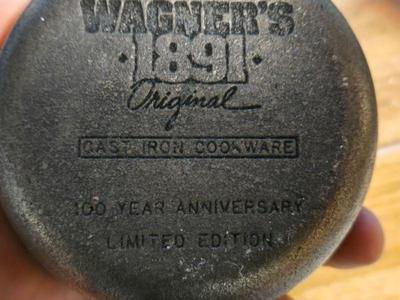 WAGNER'S
·1891·
Original
CAST IRON COOKWARE
100 YEAR ANNIVERSARY
LIMITED EDITION